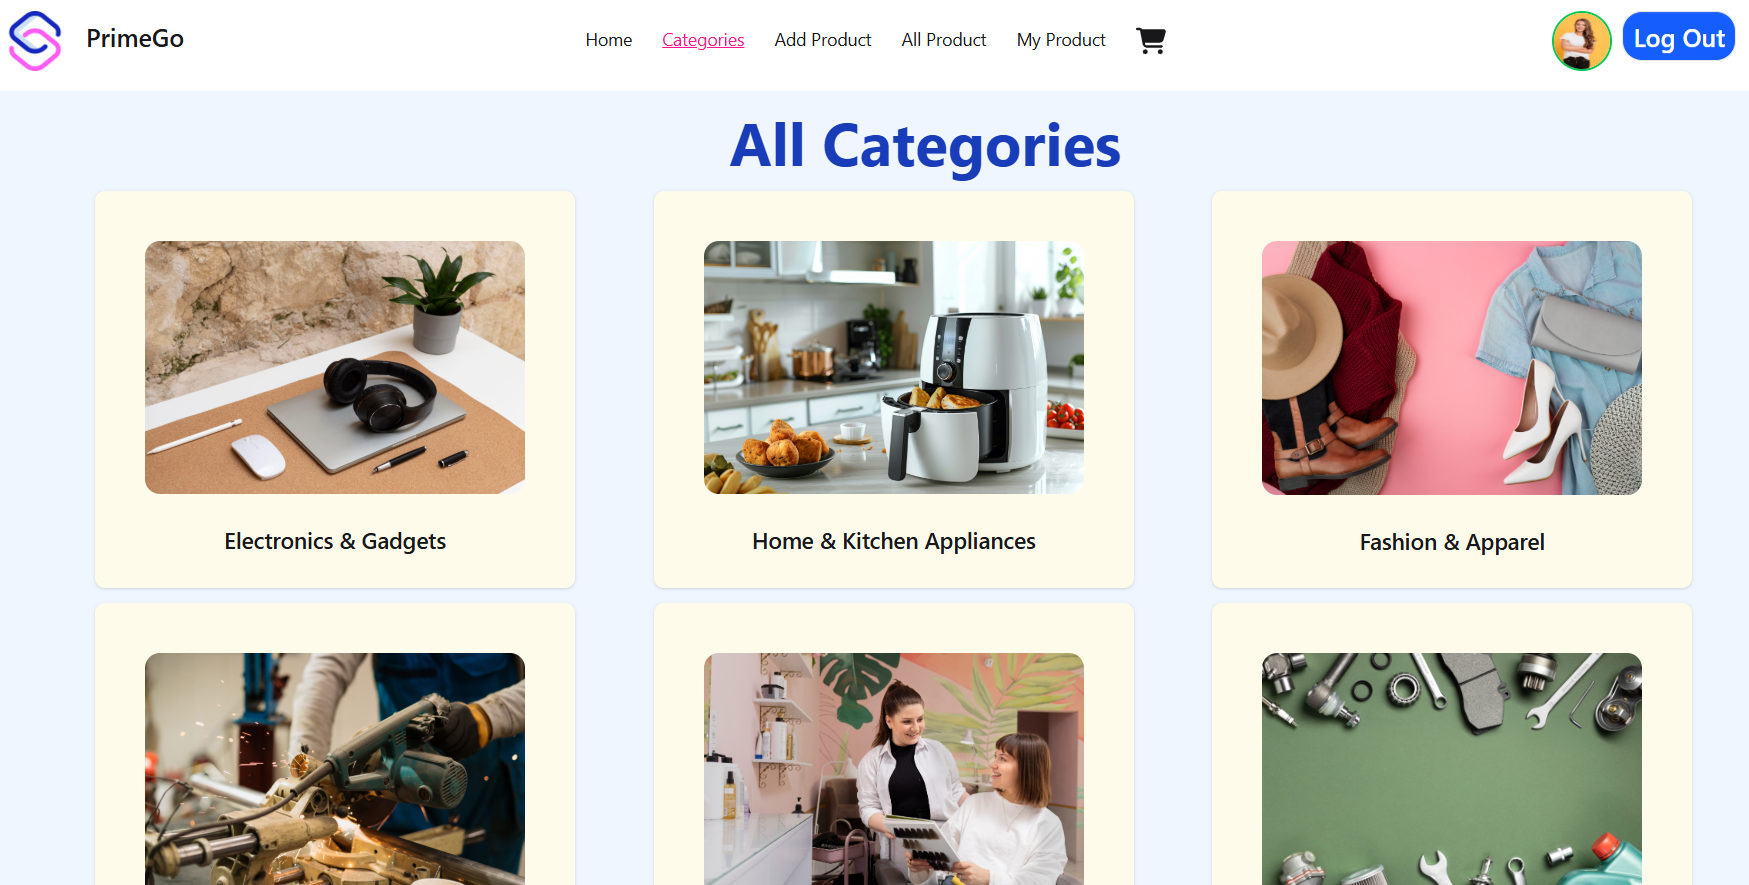 PrimeGo
Home Categories Add Product All Product My Product
Log Out
All Categories
Electronics & Gadgets
Home & Kitchen Appliances
Fashion & Apparel